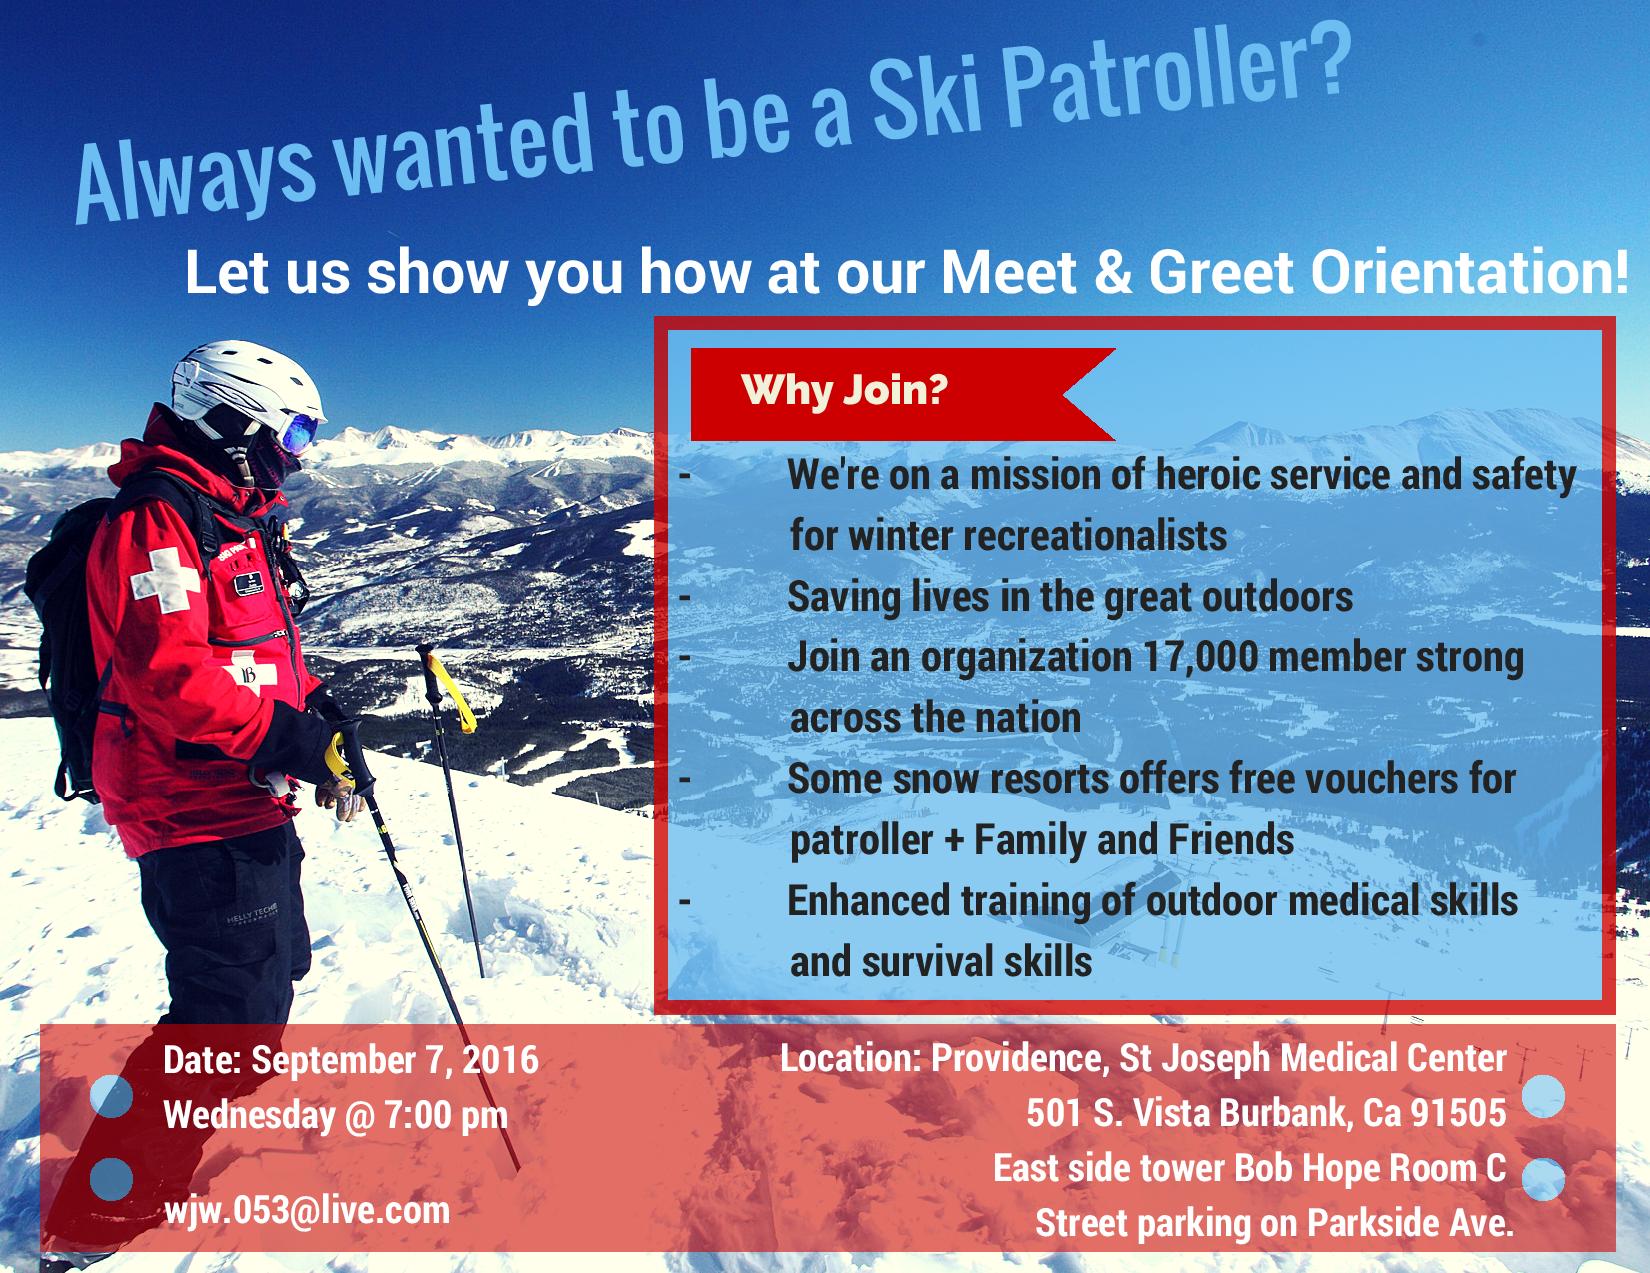 Always wanted to be a Ski Patroller?
Let us show you how at our Meet & Greet Orientation!
Why Join?
- We're on a mission of heroic service and safety
for winter recreationalists
- Saving lives in the great outdoors
- Join an organization 17,000 member strong
across the nation
- Some snow resorts offers free vouchers for
patroller + Family and Friends
- Enhanced training of outdoor medical skills
and survival skills
Date: September 7, 2016
Wednesday @ 7:00 pm
wjw.053@live.com
Location: Providence, St Joseph Medical Center
501 S. Vista Burbank, Ca 91505
East side tower Bob Hope Room C
Street parking on Parkside Ave.
HELLY TECH